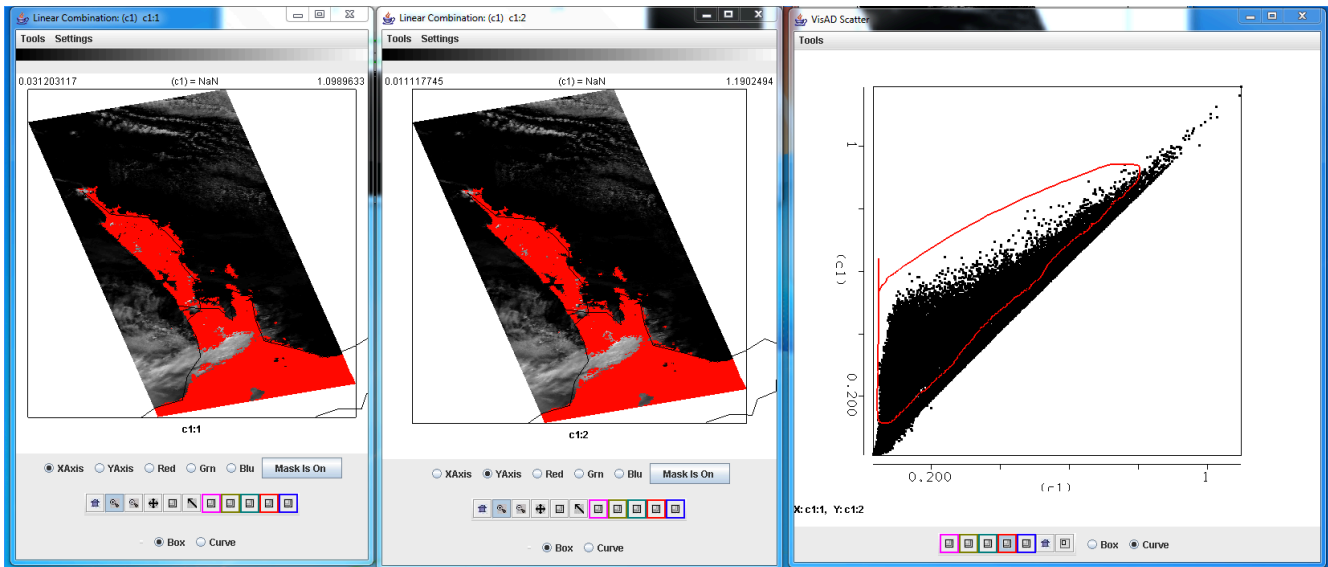 Linear Combination: (c1) c1:1
Tools Settings
0.031203117 (c1) = NaN 1.0989633
c1:1
XAxis YAxis Red Grn Blu Mask Is On
Box Curve
Linear Combination: (c1) c1:2
Tools Settings
0.011117745 (c1) = NaN 1.1902494
c1:2
XAxis YAxis Red Grn Blu Mask Is On
Box Curve
VisAD Scatter
Tools
1
(c1)
0.200
0.200 1
(c1)
X: c1:1, Y: c1:2
Box Curve